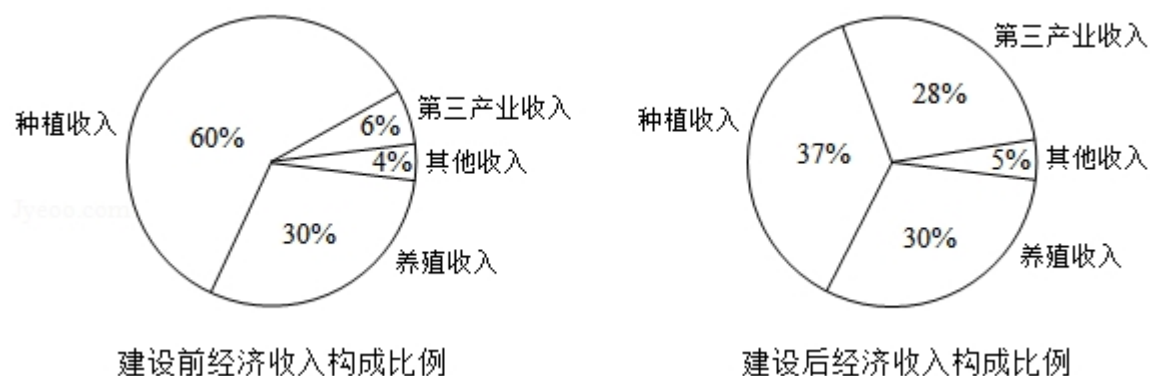 种植收入
60%
第三产业收入
6%
4%
其他收入
30%
养殖收入
建设前经济收入构成比例
第三产业收入
28%
种植收入
37%
5%
其他收入
30%
养殖收入
建设后经济收入构成比例
Jyeoo.com